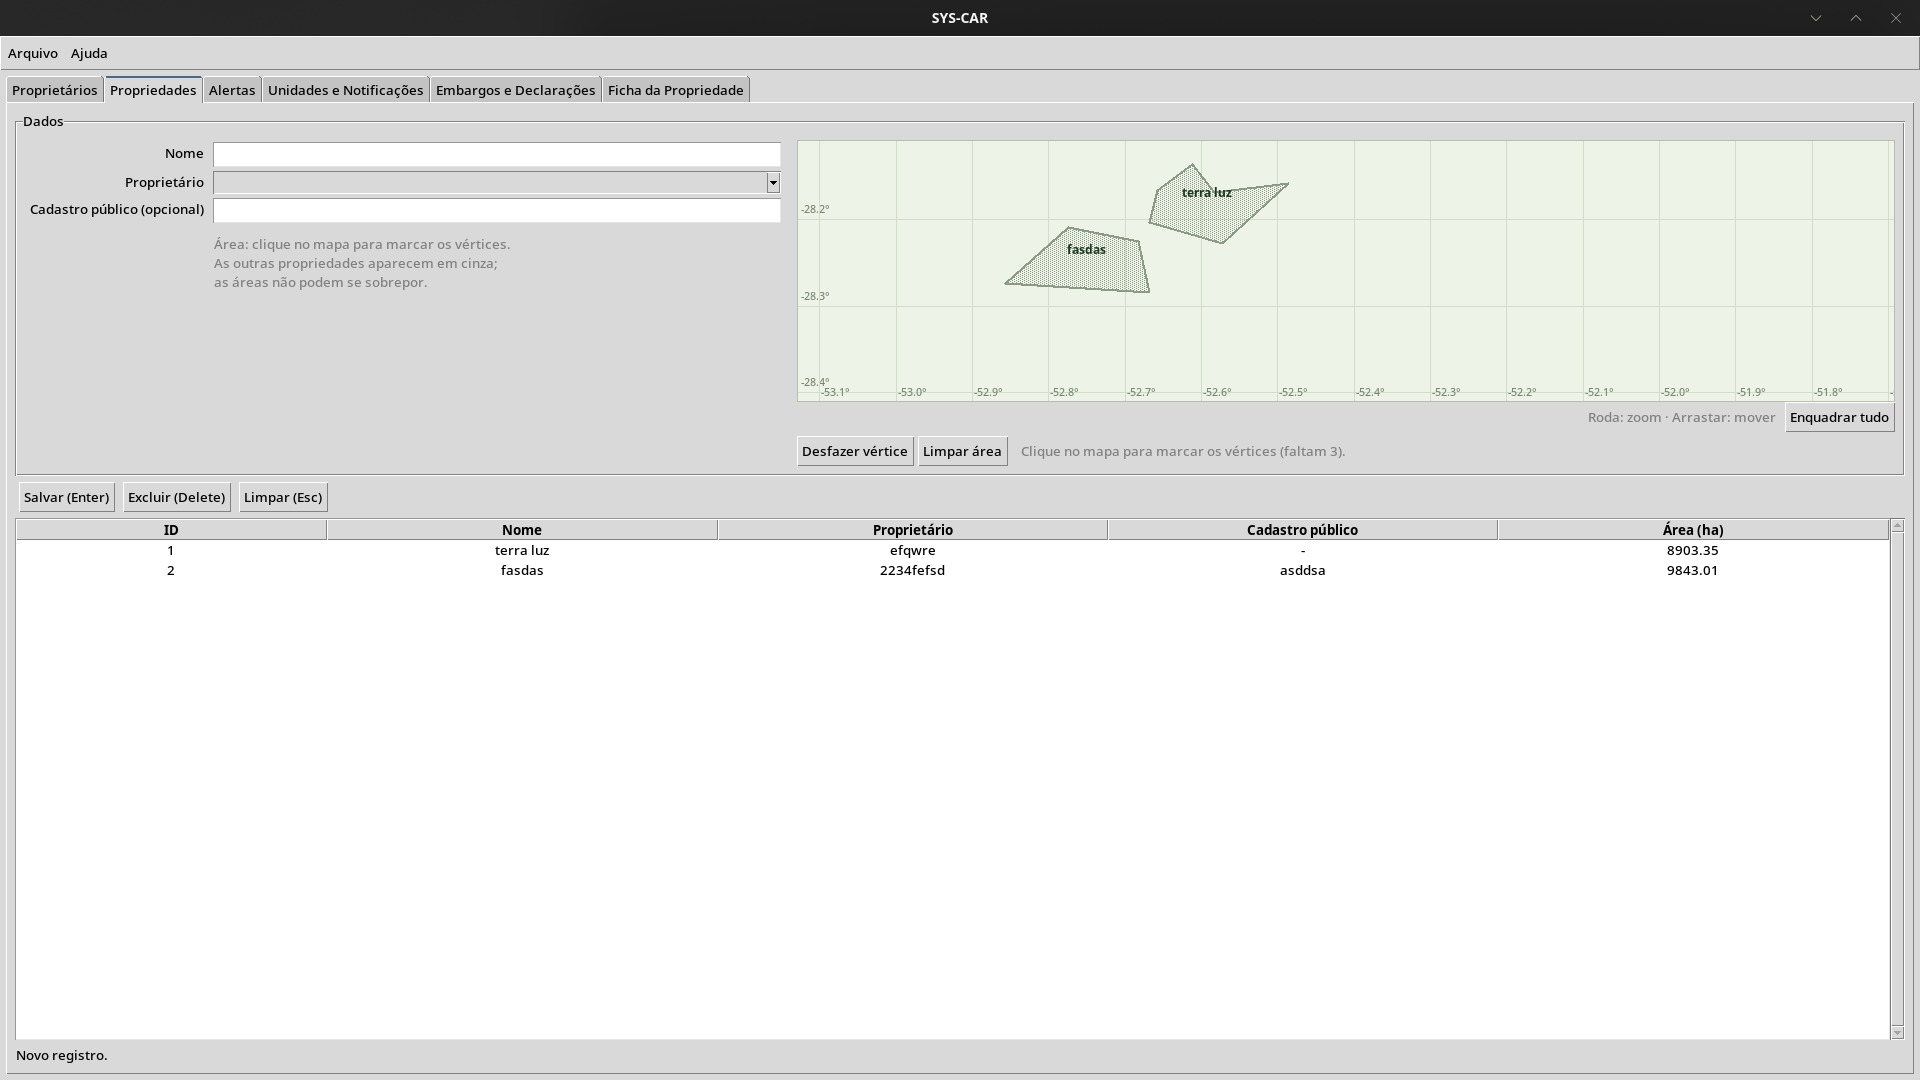 SYS-CAR
Arquivo Ajuda
Proprietários Propriedades Alertas Unidades e Notificações Embargos e Declarações Ficha da Propriedade
Dados
Nome
Proprietário
Cadastro público (opcional)
Área: clique no mapa para marcar os vértices.
As outras propriedades aparecem em cinza;
as áreas não podem se sobrepor.
terra luz
-28.2°
fasdas
-28.3°
-28.4°
-53.1° -53.0° -52.9° -52.8° -52.7° -52.6° -52.5° -52.4° -52.3° -52.2° -52.1° -52.0° -51.9° -51.8° -
Roda: zoom · Arrastar: mover Enquadrar tudo
Desfazer vértice Limpar área Clique no mapa para marcar os vértices (faltam 3).
Salvar (Enter) Excluir (Delete) Limpar (Esc)
ID Nome Proprietário Cadastro público Área (ha)
1 terra luz efqwre - 8903.35
2 fasdas 2234fefsd asddsa 9843.01
Novo registro.